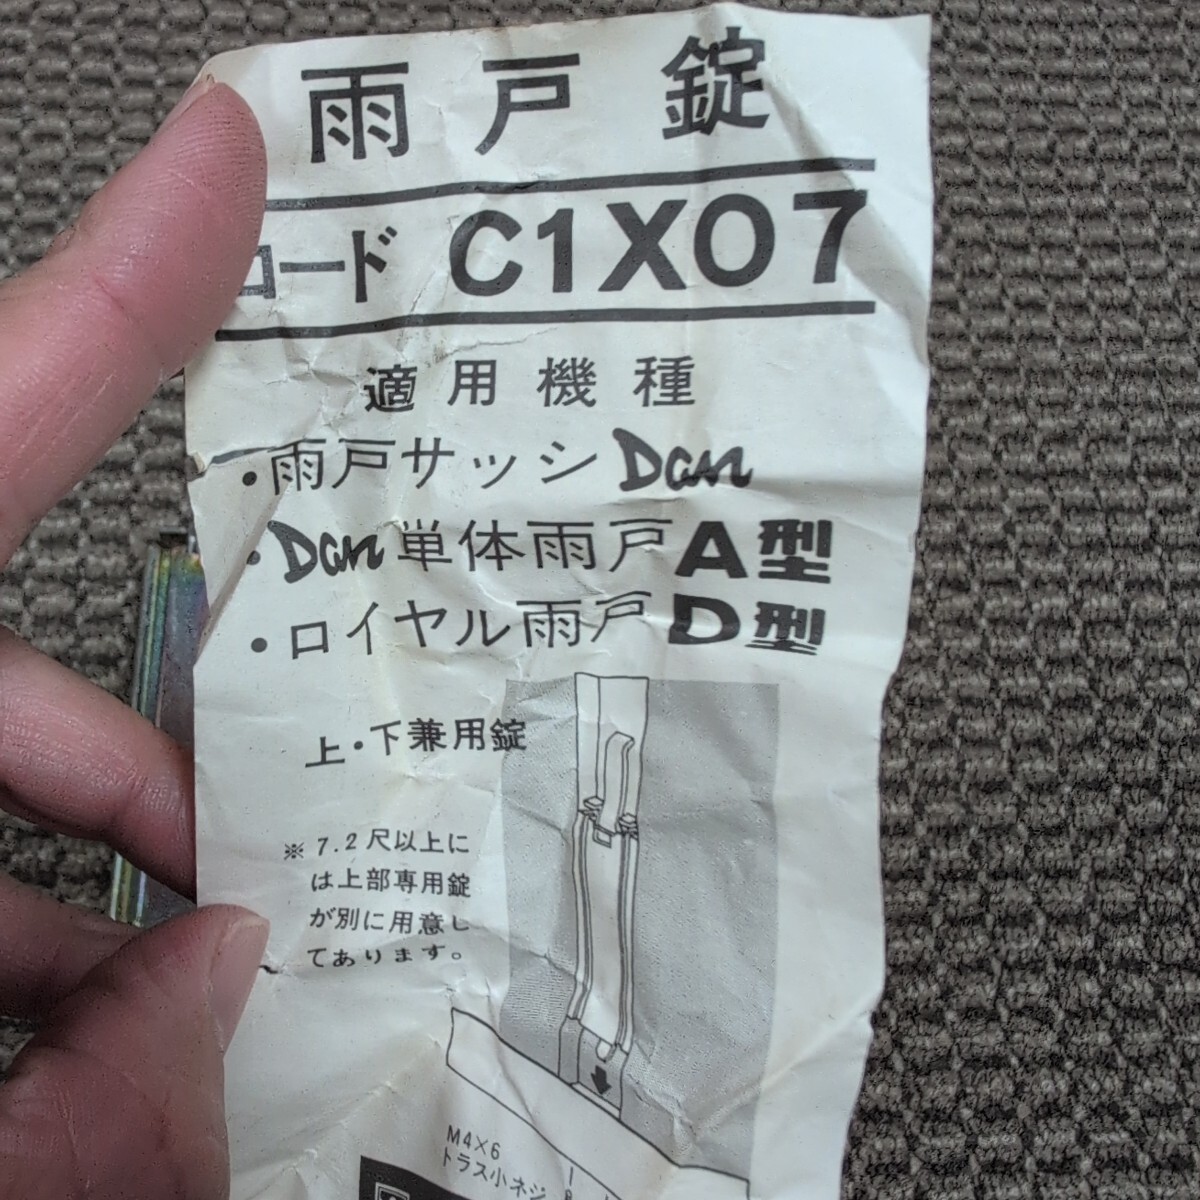 雨戸錠
コード C1X07
適用機種
・雨戸サッシDan
・Dan単体雨戸A型
・ロイヤル雨戸D型
上・下兼用錠
※7.2尺以上に
は上部専用錠
が別に用意し
てあります。
M4×6
トラス小ネジ